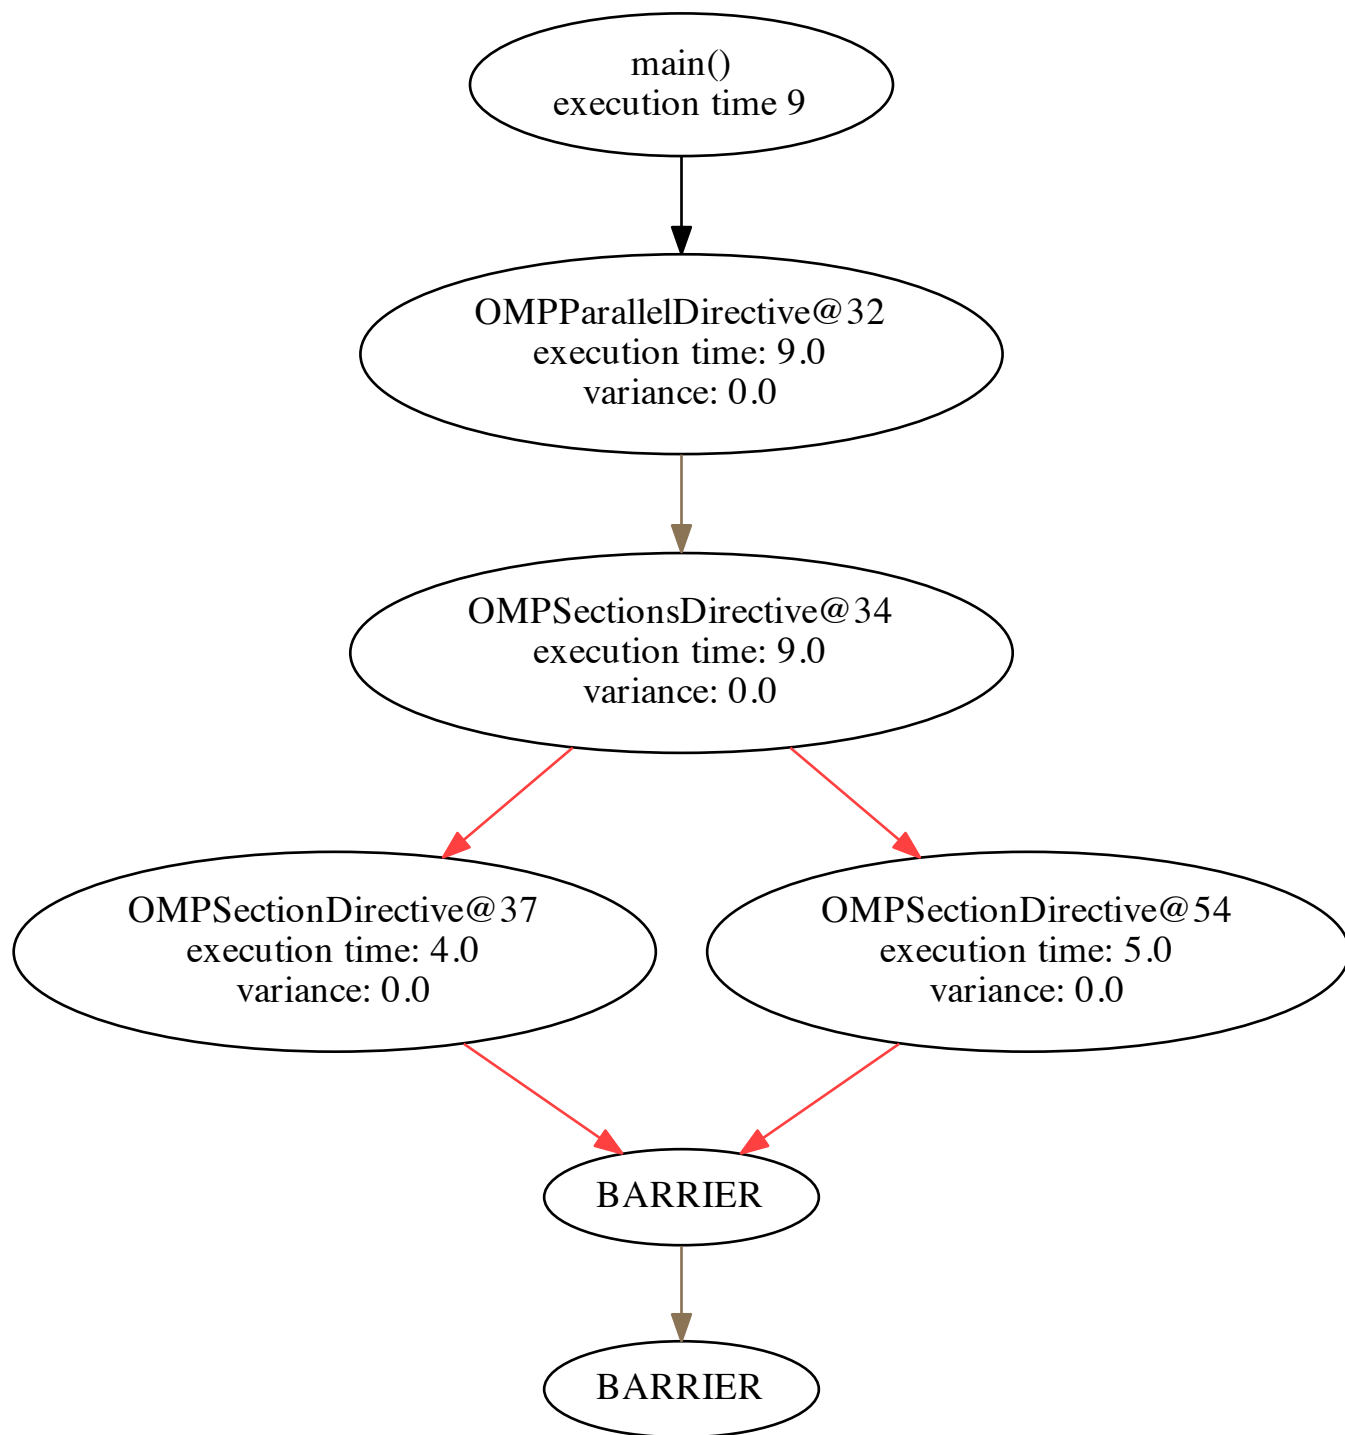 main()
execution time 9
OMPParallelDirective@32
execution time: 9.0
variance: 0.0
OMPSectionsDirective@34
execution time: 9.0
variance: 0.0
OMPSectionDirective@37
execution time: 4.0
variance: 0.0
OMPSectionDirective@54
execution time: 5.0
variance: 0.0
BARRIER
BARRIER